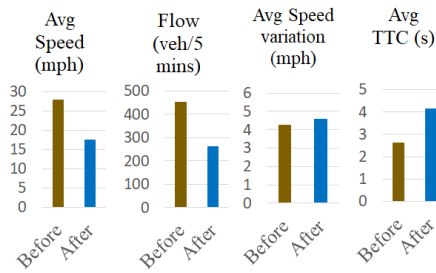 Avg
Speed
(mph)
30
25
20
15
10
5
0
Before
After
Flow
(veh/5
mins)
500
400
300
200
100
0
Before
After
Avg Speed
variation
(mph)
6
5
4
3
2
1
0
Before
After
Avg
TTC (s)
5
4
3
2
1
0
Before
After